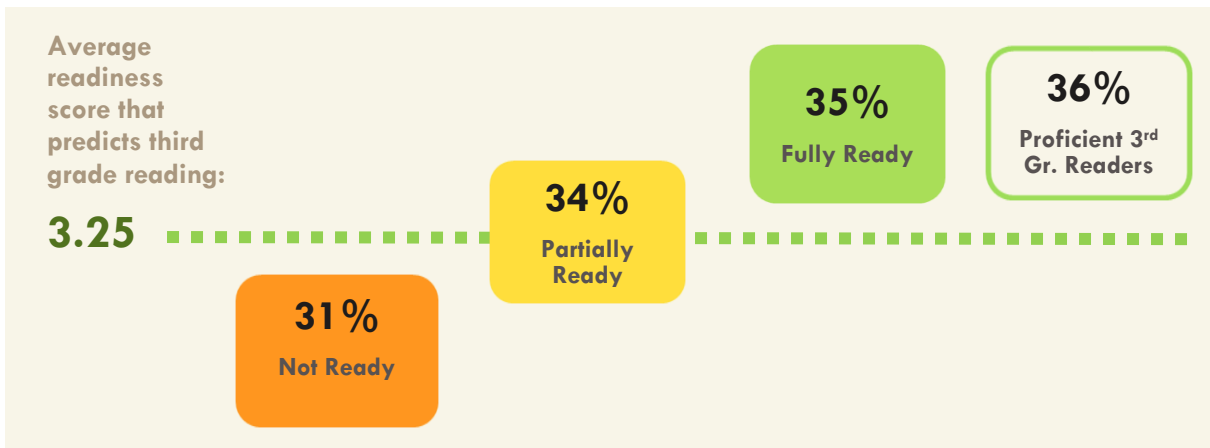 Average
readiness
score that
predicts third
grade reading:
3.25
31%
Not Ready
34%
Partially
Ready
35%
Fully Ready
36%
Proficient 3rd
Gr. Readers